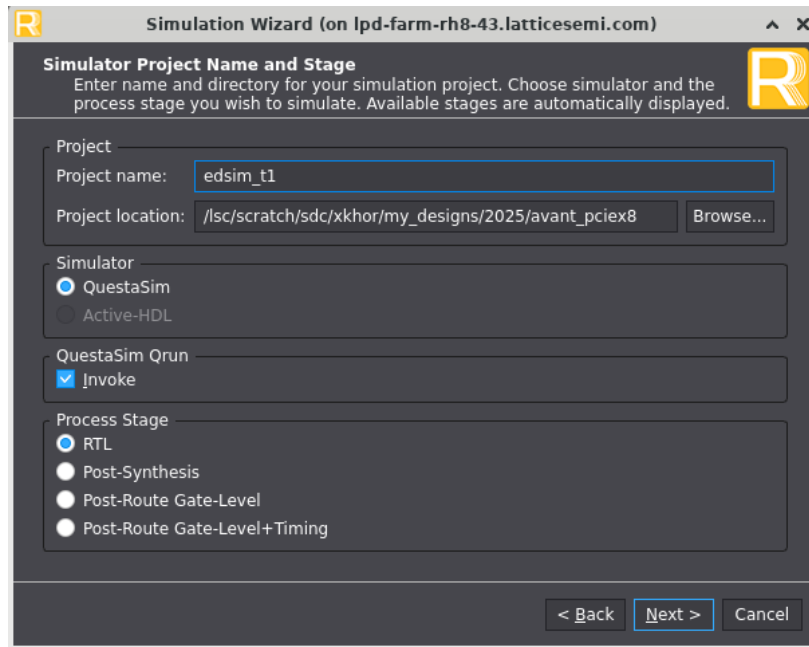 Simulation Wizard (on lpd-farm-rh8-43.latticesemi.com)
Simulator Project Name and Stage
Enter name and directory for your simulation project. Choose simulator and the
process stage you wish to simulate. Available stages are automatically displayed.
Project
Project name: edsim_t1
Project location: /lsc/scratch/sdc/xkhor/my_designs/2025/avant_pciex8 Browse...
Simulator
QuestaSim
Active-HDL
QuestaSim Qrun
Invoke
Process Stage
RTL
Post-Synthesis
Post-Route Gate-Level
Post-Route Gate-Level+Timing
< Back Next > Cancel